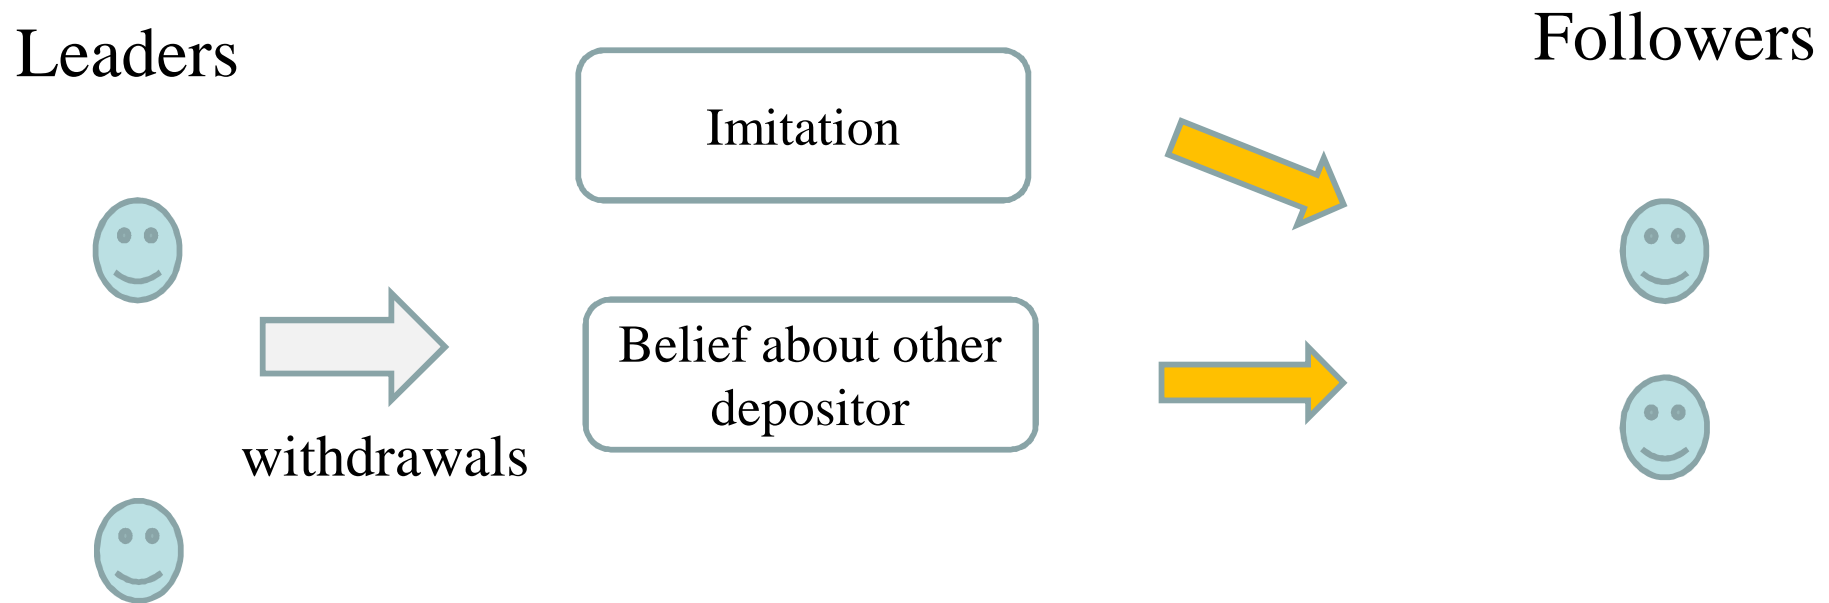 Leaders
Followers
Imitation
Belief about other
depositor
withdrawals